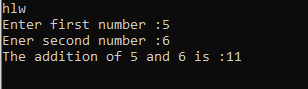 hlw
Enter first number :5
Ener second number :6
The addition of 5 and 6 is :11